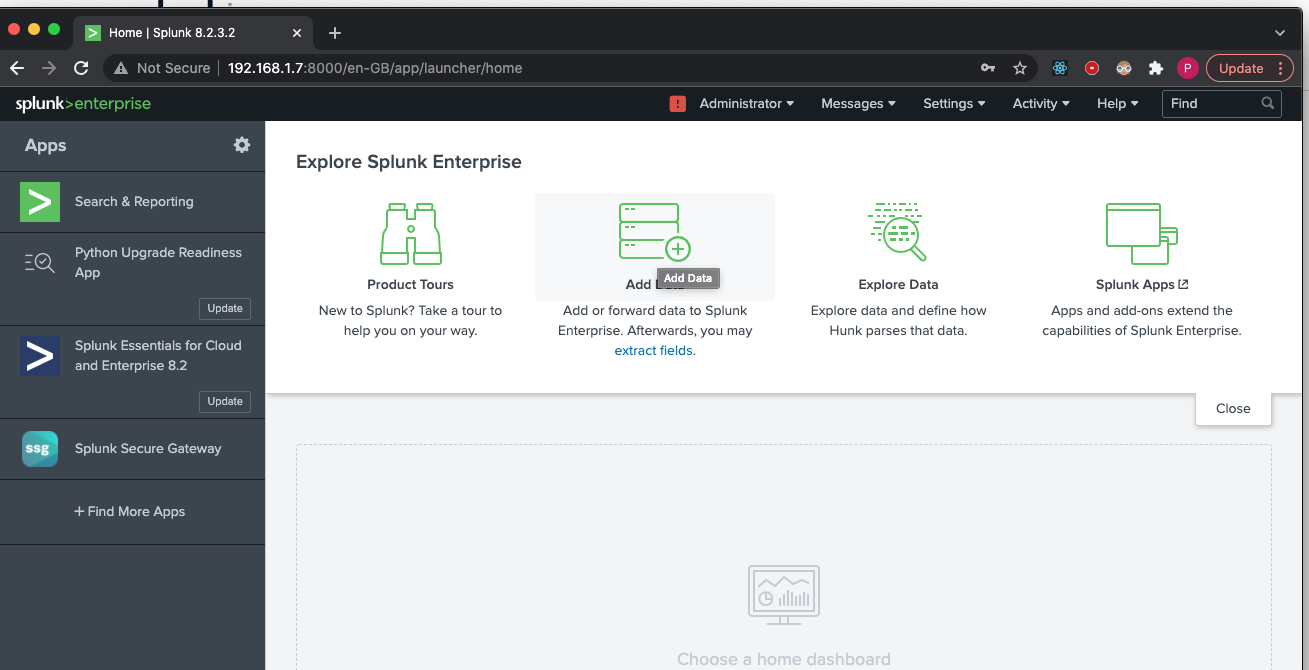 Home | Splunk 8.2.3.2
Not Secure | 192.168.1.7:8000/en-GB/app/launcher/home
P
Update
splunk>enterprise
! Administrator Messages Settings Activity Help Find
Apps
Search & Reporting
Python Upgrade Readiness
App
Update
Splunk Essentials for Cloud
and Enterprise 8.2
Update
ssg
Splunk Secure Gateway
+ Find More Apps
Explore Splunk Enterprise
Product Tours
New to Splunk? Take a tour to
help you on your way.
Add Data
Add Data
Add or forward data to Splunk
Enterprise. Afterwards, you may
extract fields.
Explore Data
Explore data and define how
Hunk parses that data.
Splunk Apps
Apps and add-ons extend the
capabilities of Splunk Enterprise.
Close
Choose a home dashboard